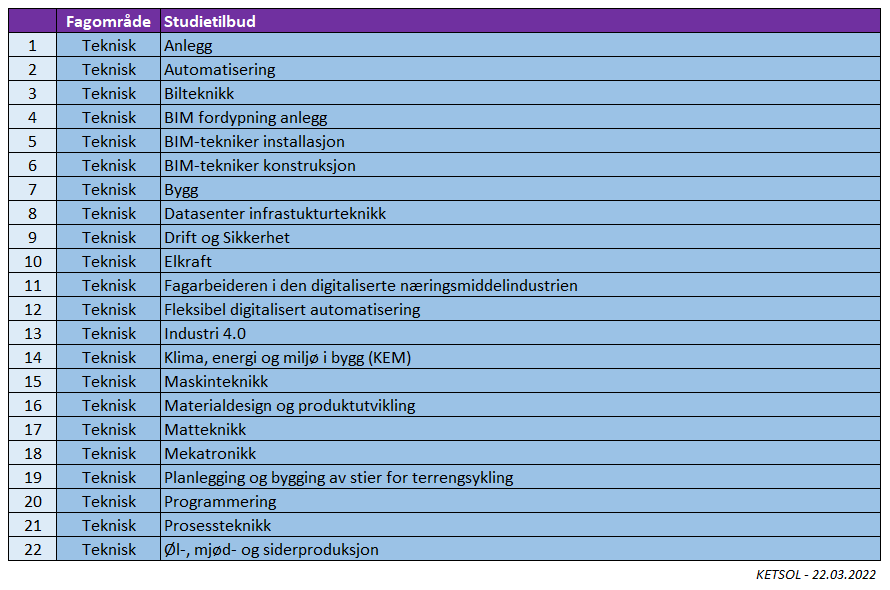 Fagområde Studietilbud
1 Teknisk Anlegg
2 Teknisk Automatisering
3 Teknisk Bilteknikk
4 Teknisk BIM fordypning anlegg
5 Teknisk BIM-tekniker installasjon
6 Teknisk BIM-tekniker konstruksjon
7 Teknisk Bygg
8 Teknisk Datasenter infrastukturteknikk
9 Teknisk Drift og Sikkerhet
10 Teknisk Elkraft
11 Teknisk Fagarbeideren i den digitaliserte næringsmiddelindustrien
12 Teknisk Fleksibel digitalisert automatisering
13 Teknisk Industri 4.0
14 Teknisk Klima, energi og miljø i bygg (KEM)
15 Teknisk Maskinteknikk
16 Teknisk Materialdesign og produktutvikling
17 Teknisk Matteknikk
18 Teknisk Mekatronikk
19 Teknisk Planlegging og bygging av stier for terrengsykling
20 Teknisk Programmering
21 Teknisk Prosessteknikk
22 Teknisk Øl-, mjød- og siderproduksjon
KETSOL - 22.03.2022